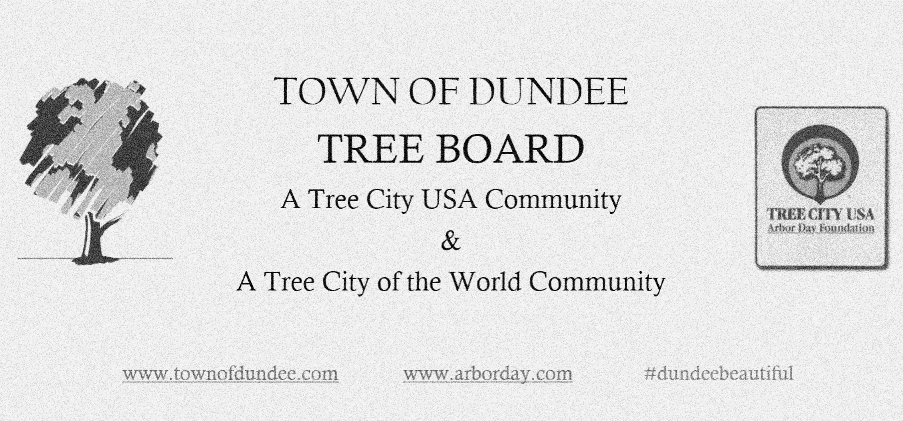 TOWN OF DUNDEE
TREE BOARD
A Tree City USA Community
&
A Tree City of the World Community
TREE CITY USA
Arbor Day Foundation
www.townofdundee.com
www.arborday.com
#dundeebeautiful